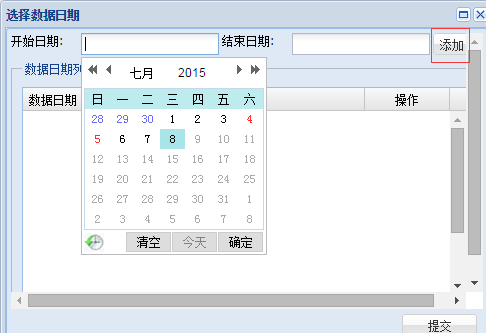 选择数据日期
开始日期: 结束日期: 添加
数据日期列
数据日期 操作
七月 2015
日 一 二 三 四 五 六
28 29 30 1 2 3 4
5 6 7 8 9 10 11
12 13 14 15 16 17 18
19 20 21 22 23 24 25
26 27 28 29 30 31 1
2 3 4 5 6 7 8
清空 今天 确定
提交